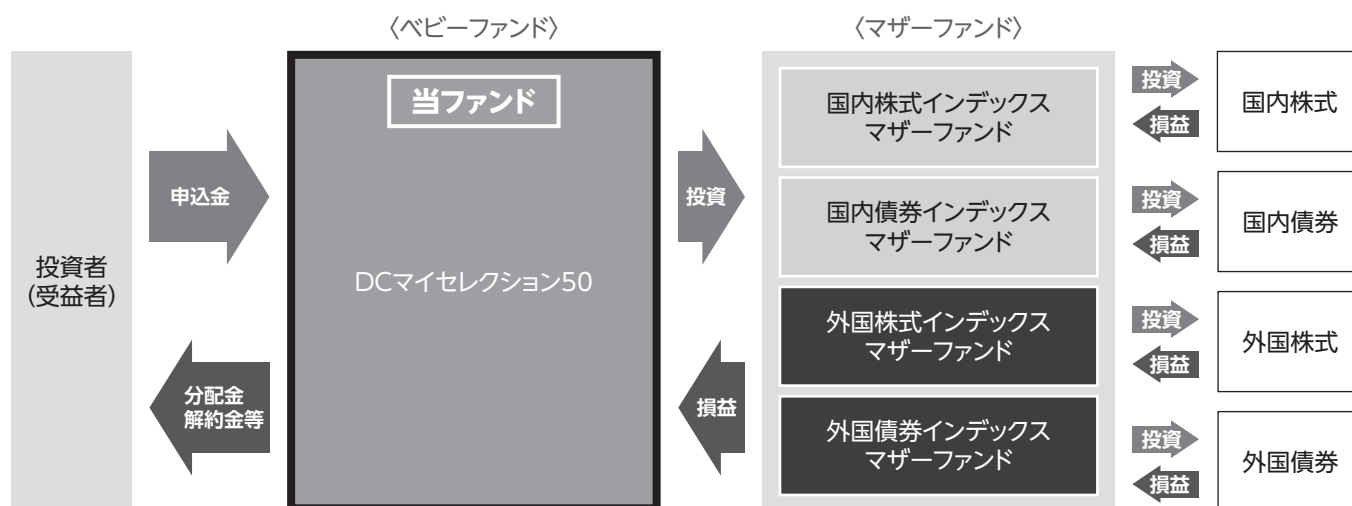 〈ベビーファンド〉
〈マザーファンド〉
投資者
(受益者)
申込金
分配金
解約金等
当ファンド
DCマイセレクション50
投資
損益
国内株式インデックス
マザーファンド
国内債券インデックス
マザーファンド
外国株式インデックス
マザーファンド
外国債券インデックス
マザーファンド
投資
損益
国内株式
投資
損益
国内債券
投資
損益
外国株式
投資
損益
外国債券